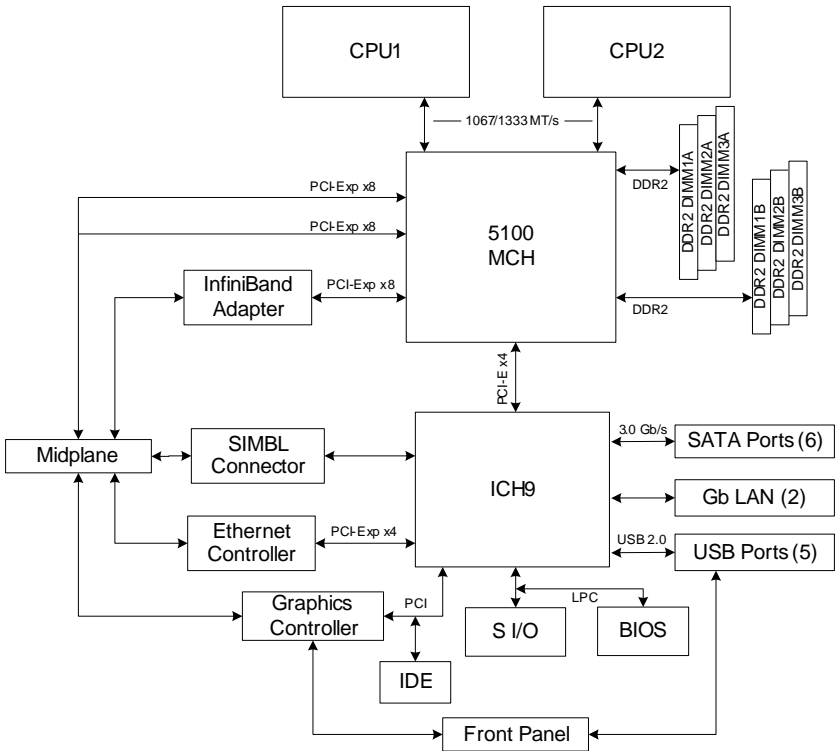 CPU1
CPU2
1067/1333 MT/s
PCI-Exp x8
PCI-Exp x8
5100
MCH
DDR2
DDR2 DIMM1A
DDR2 DIMM2A
DDR2 DIMM3A
DDR2 DIMM1B
DDR2 DIMM2B
DDR2 DIMM3B
InfiniBand
Adapter
PCI-Exp x8
DDR2
PCI-E x4
Midplane
SIMBL
Connector
ICH9
3.0 Gb/s
SATA Ports (6)
Gb LAN (2)
Ethernet
Controller
PCI-Exp x4
USB 2.0
USB Ports (5)
Graphics
Controller
PCI
LPC
S I/O
BIOS
IDE
Front Panel